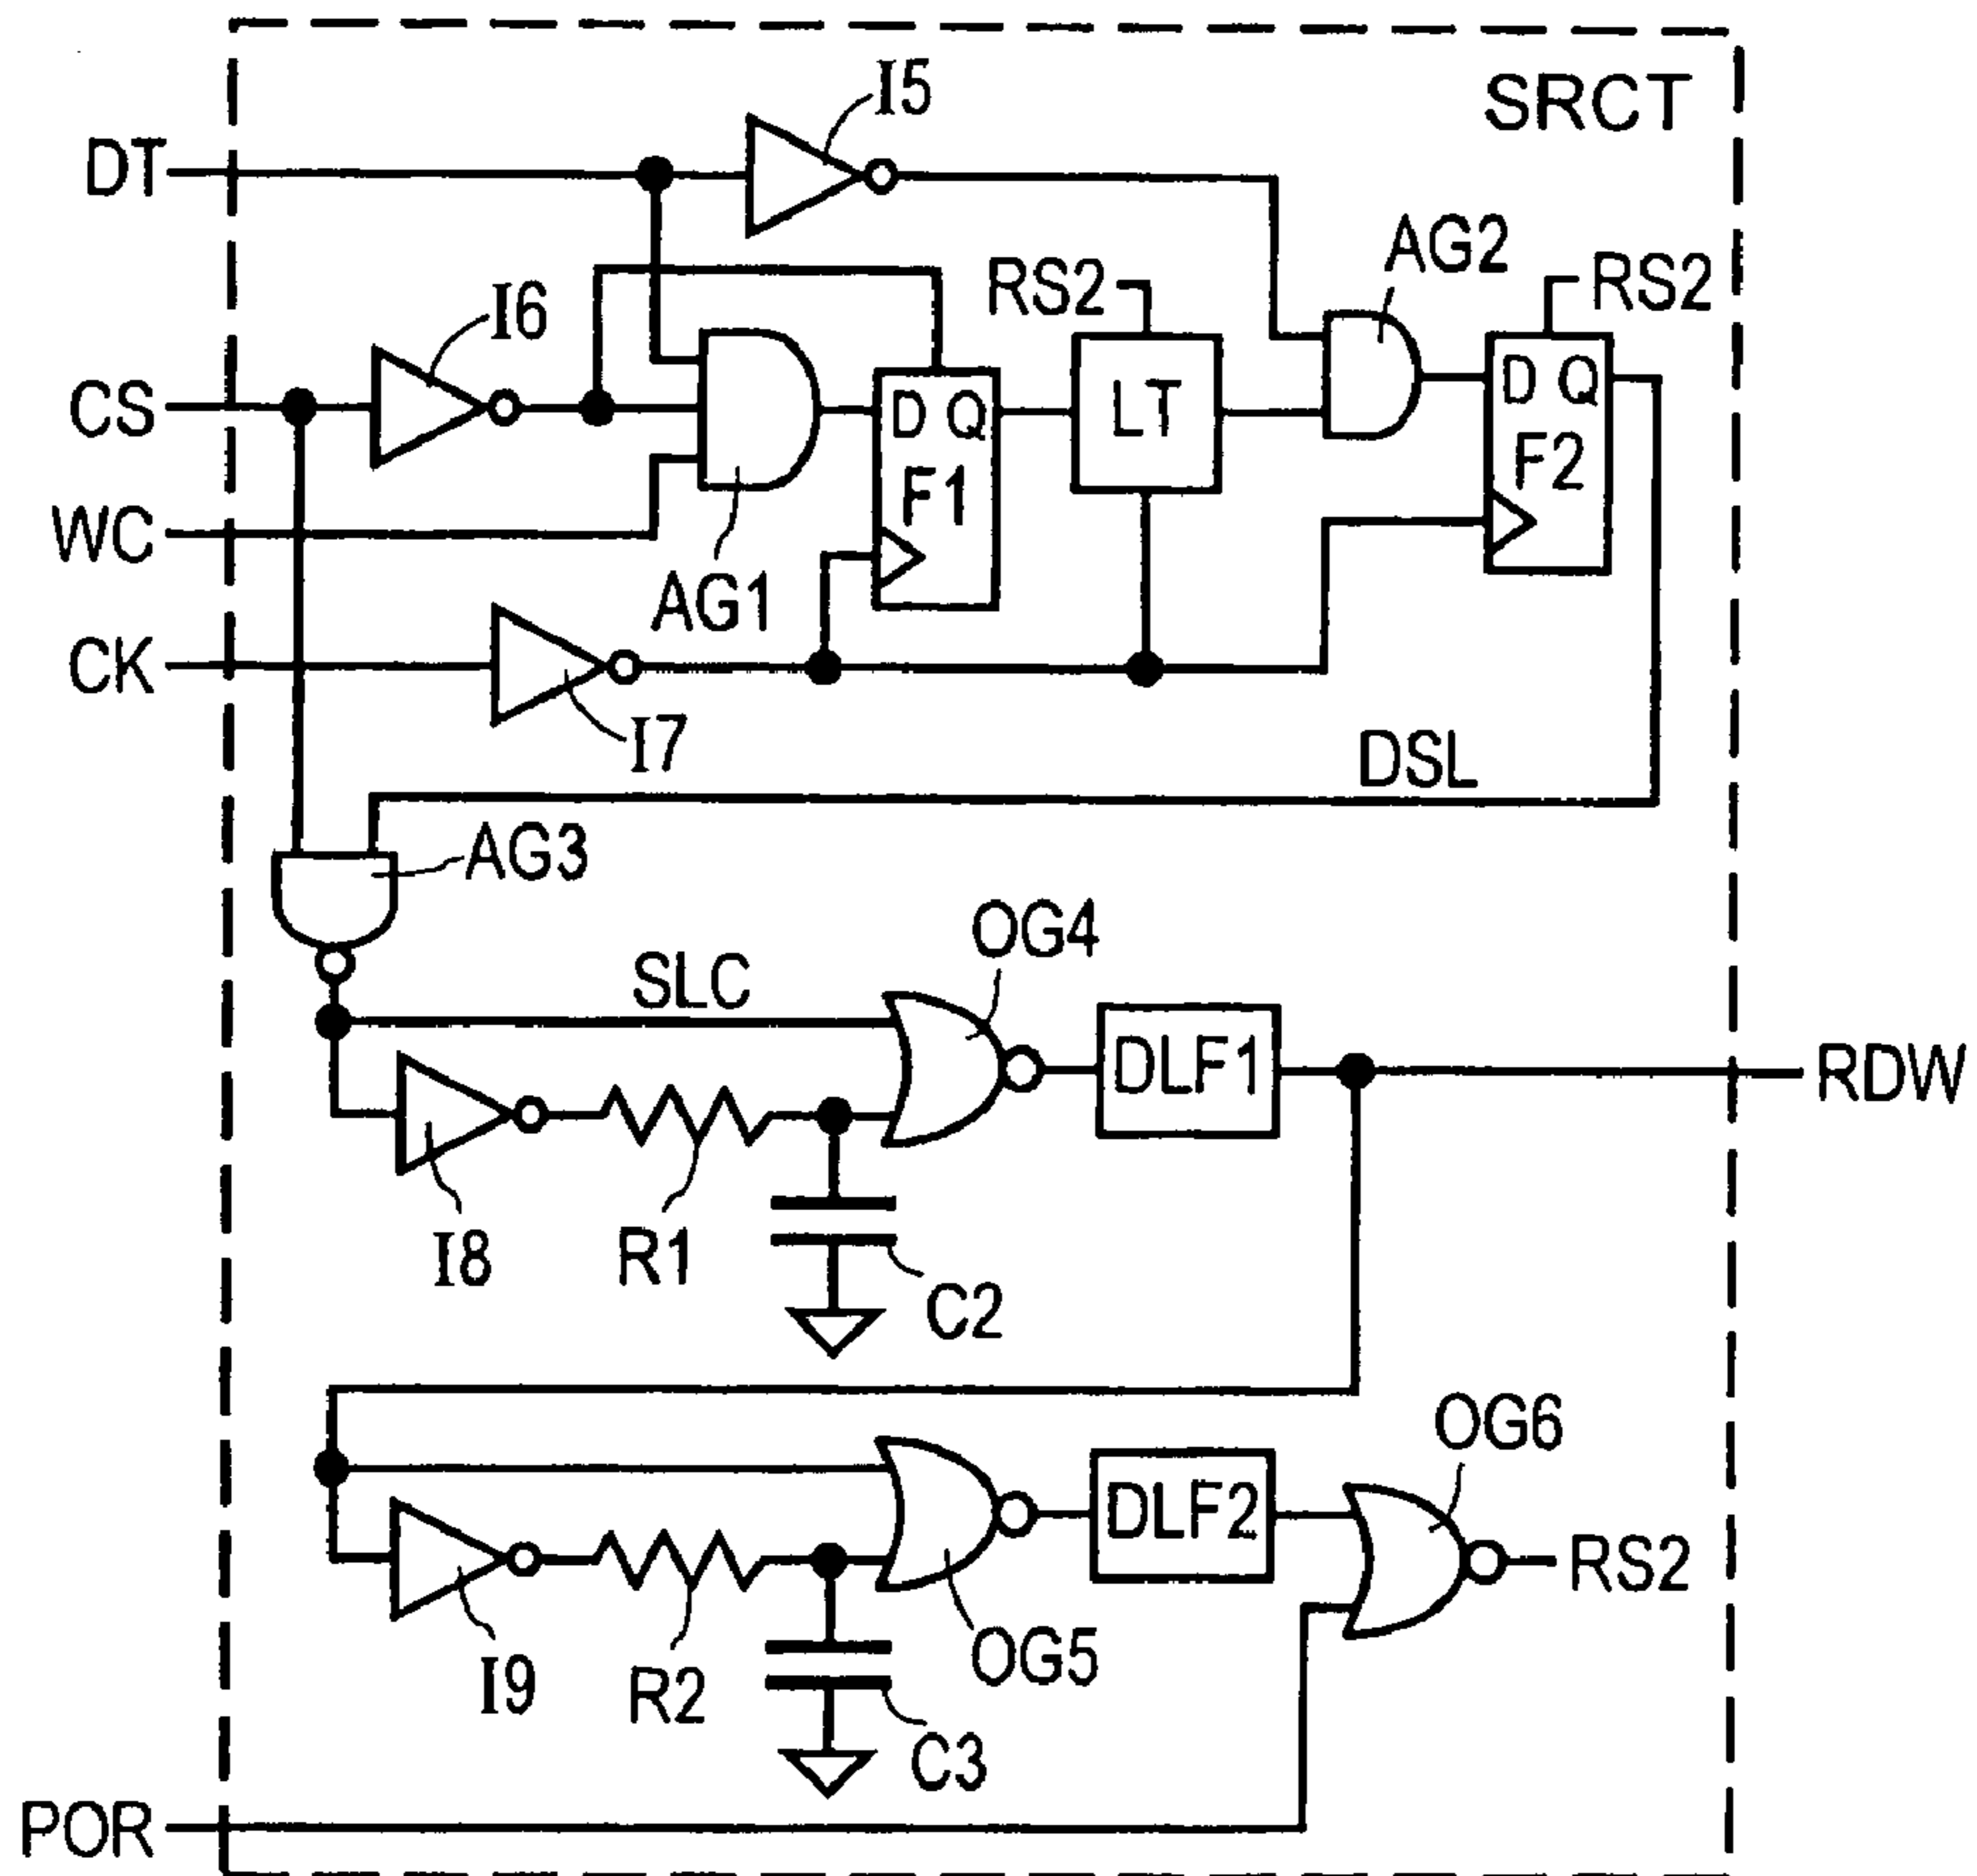 SRCT
I5
DT
AG2
RS2
RS2
I6
CS
LT
D Q
F2
D Q
F1
WC
AG1
CK
I7
DSL
AG3
OG4
SLC
DLF1
RDW
I8
R1
C2
OG6
DLF2
RS2
I9
R2
OG5
C3
POR